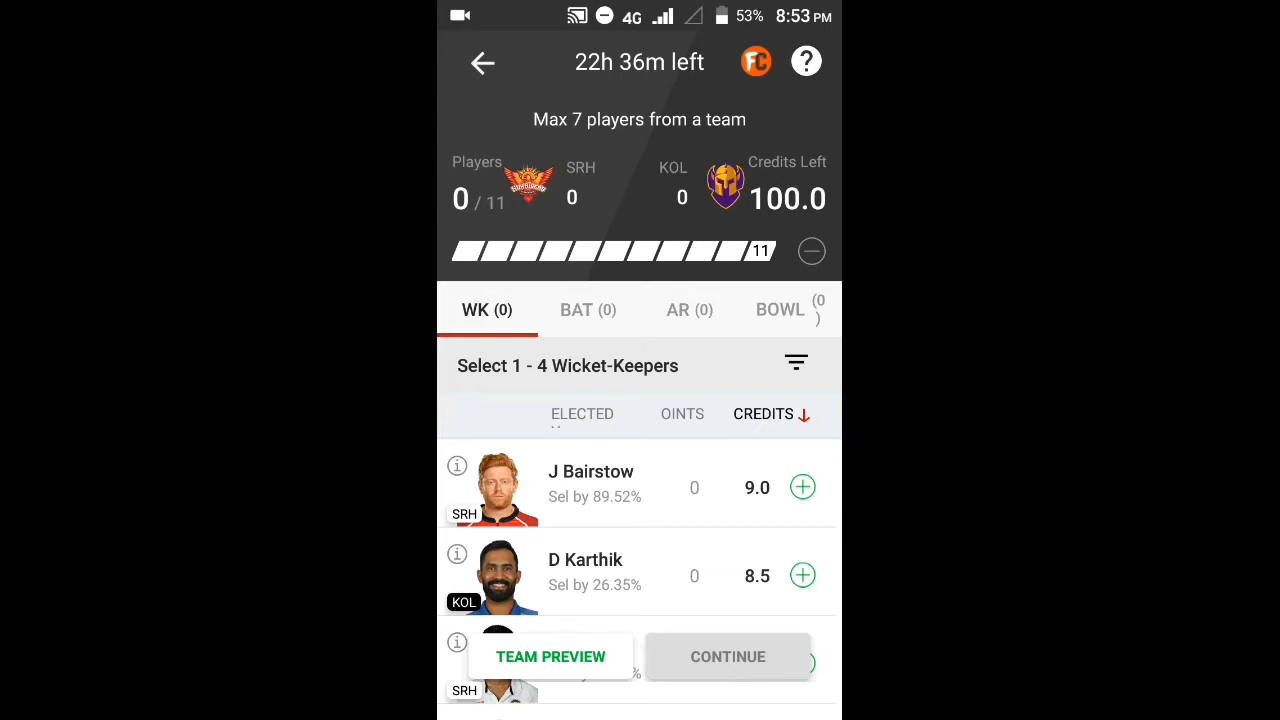 4G 53% 8:53 PM
22h 36m left FC ?
Max 7 players from a team
Players SRH KOL Credits Left
0 / 11 0 0 100.0
11
WK (0) BAT (0) AR (0) BOWL (0)
Select 1 - 4 Wicket-Keepers
ELECTED OINTS CREDITS
J Bairstow
Sel by 89.52% 0 9.0
SRH
D Karthik
Sel by 26.35% 0 8.5
KOL
TEAM PREVIEW CONTINUE
%
SRH